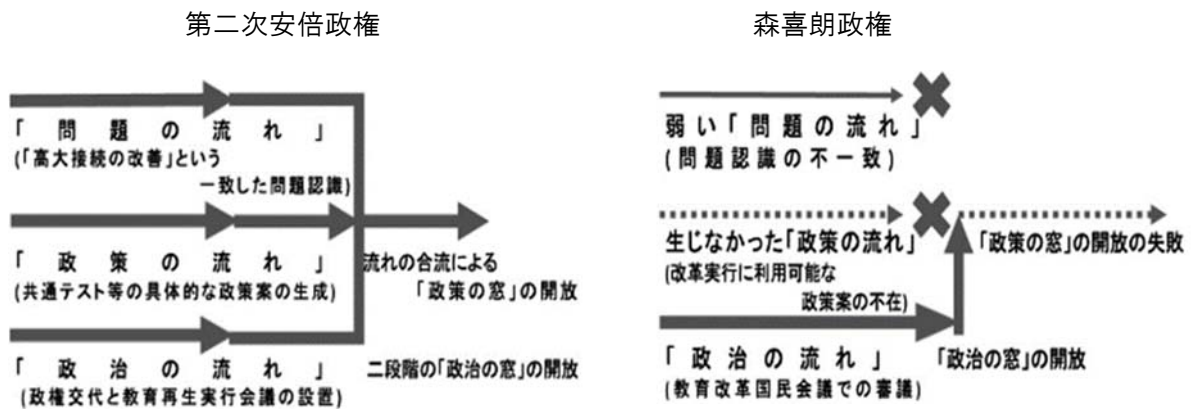 第二次安倍政権
「問題の流れ」
(「高大接続の改善」という
一致した問題認識)
「政策の流れ」
(共通テスト等の具体的な政策案の生成)
流れの合流による
「政策の窓」の開放
「政治の流れ」
(政権交代と教育再生実行会議の設置)
二段階の「政治の窓」の開放
森喜朗政権
弱い「問題の流れ」
(問題認識の不一致)
生じなかった「政策の流れ」
(改革実行に利用可能な
政策案の不在)
「政策の窓」の開放の失敗
「政治の流れ」
(教育改革国民会議での審議)
「政治の窓」の開放